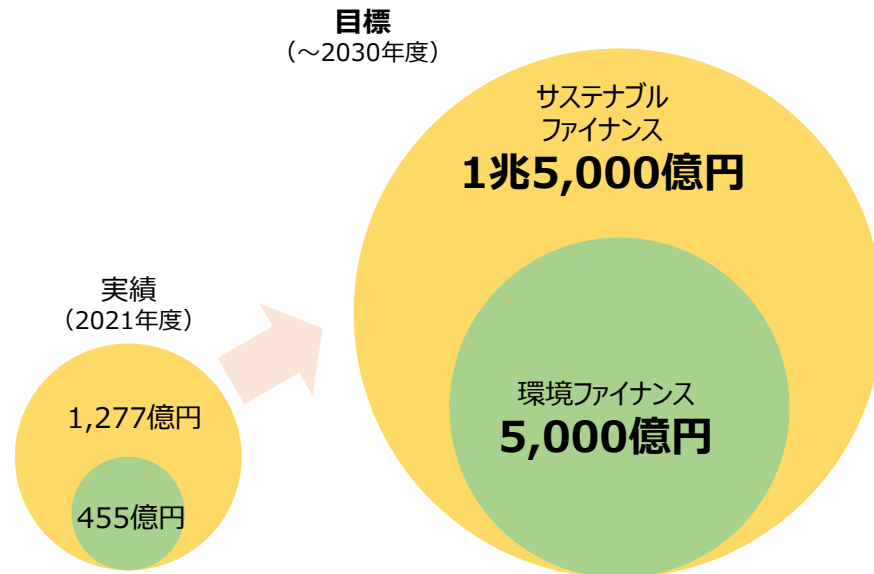 目標
（～2030年度）
サステナブル
ファイナンス
1兆5,000億円
環境ファイナンス
5,000億円
実績
（2021年度）
1,277億円
455億円